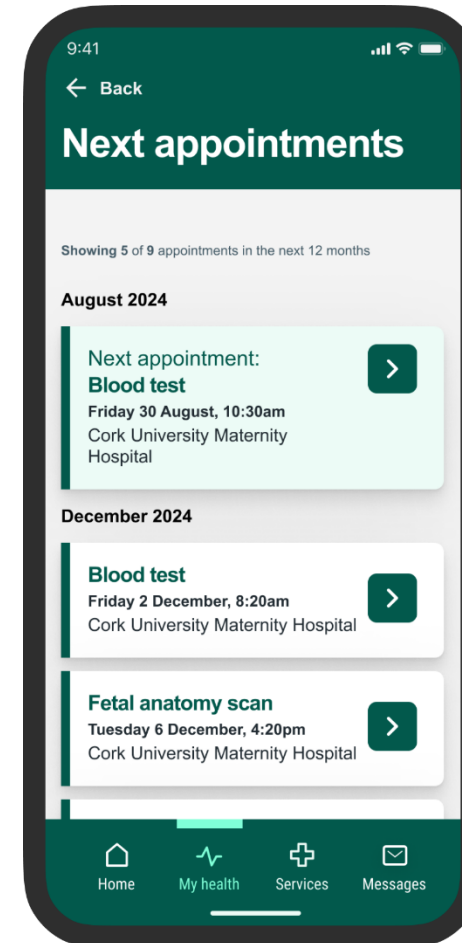 9:41
Back
Next appointments
Showing 5 of 9 appointments in the next 12 months
August 2024
Next appointment:
Blood test
Friday 30 August, 10:30am
Cork University Maternity
Hospital
December 2024
Blood test
Friday 2 December, 8:20am
Cork University Maternity Hospital
Fetal anatomy scan
Tuesday 6 December, 4:20pm
Cork University Maternity Hospital
Home My health Services Messages